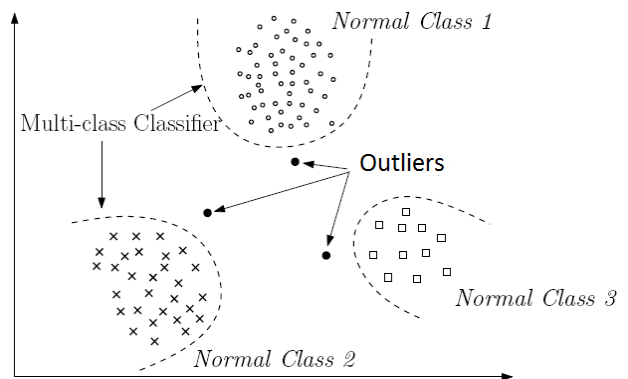 Normal Class 1
Multi-class Classifier
Outliers
Normal Class 3
Normal Class 2